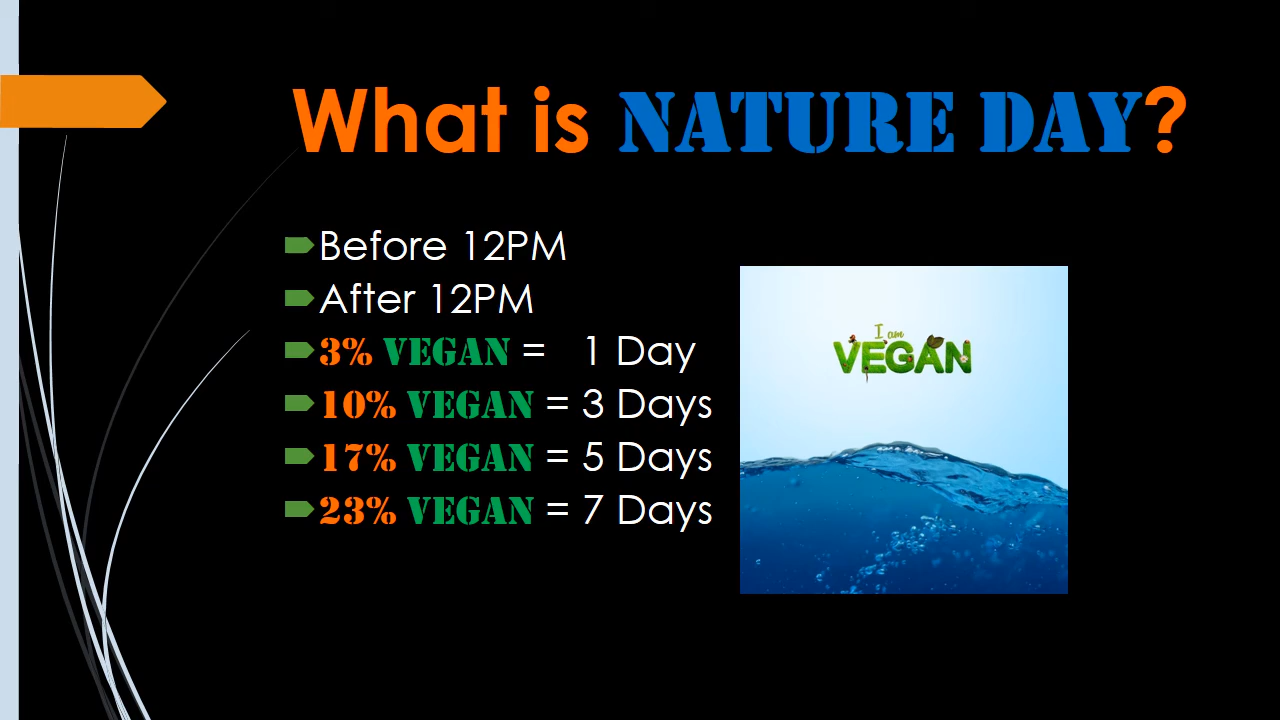 What is NATURE DAY?
Before 12PM
After 12PM
3% VEGAN = 1 Day
10% VEGAN = 3 Days
17% VEGAN = 5 Days
23% VEGAN = 7 Days
I am
VEGAN